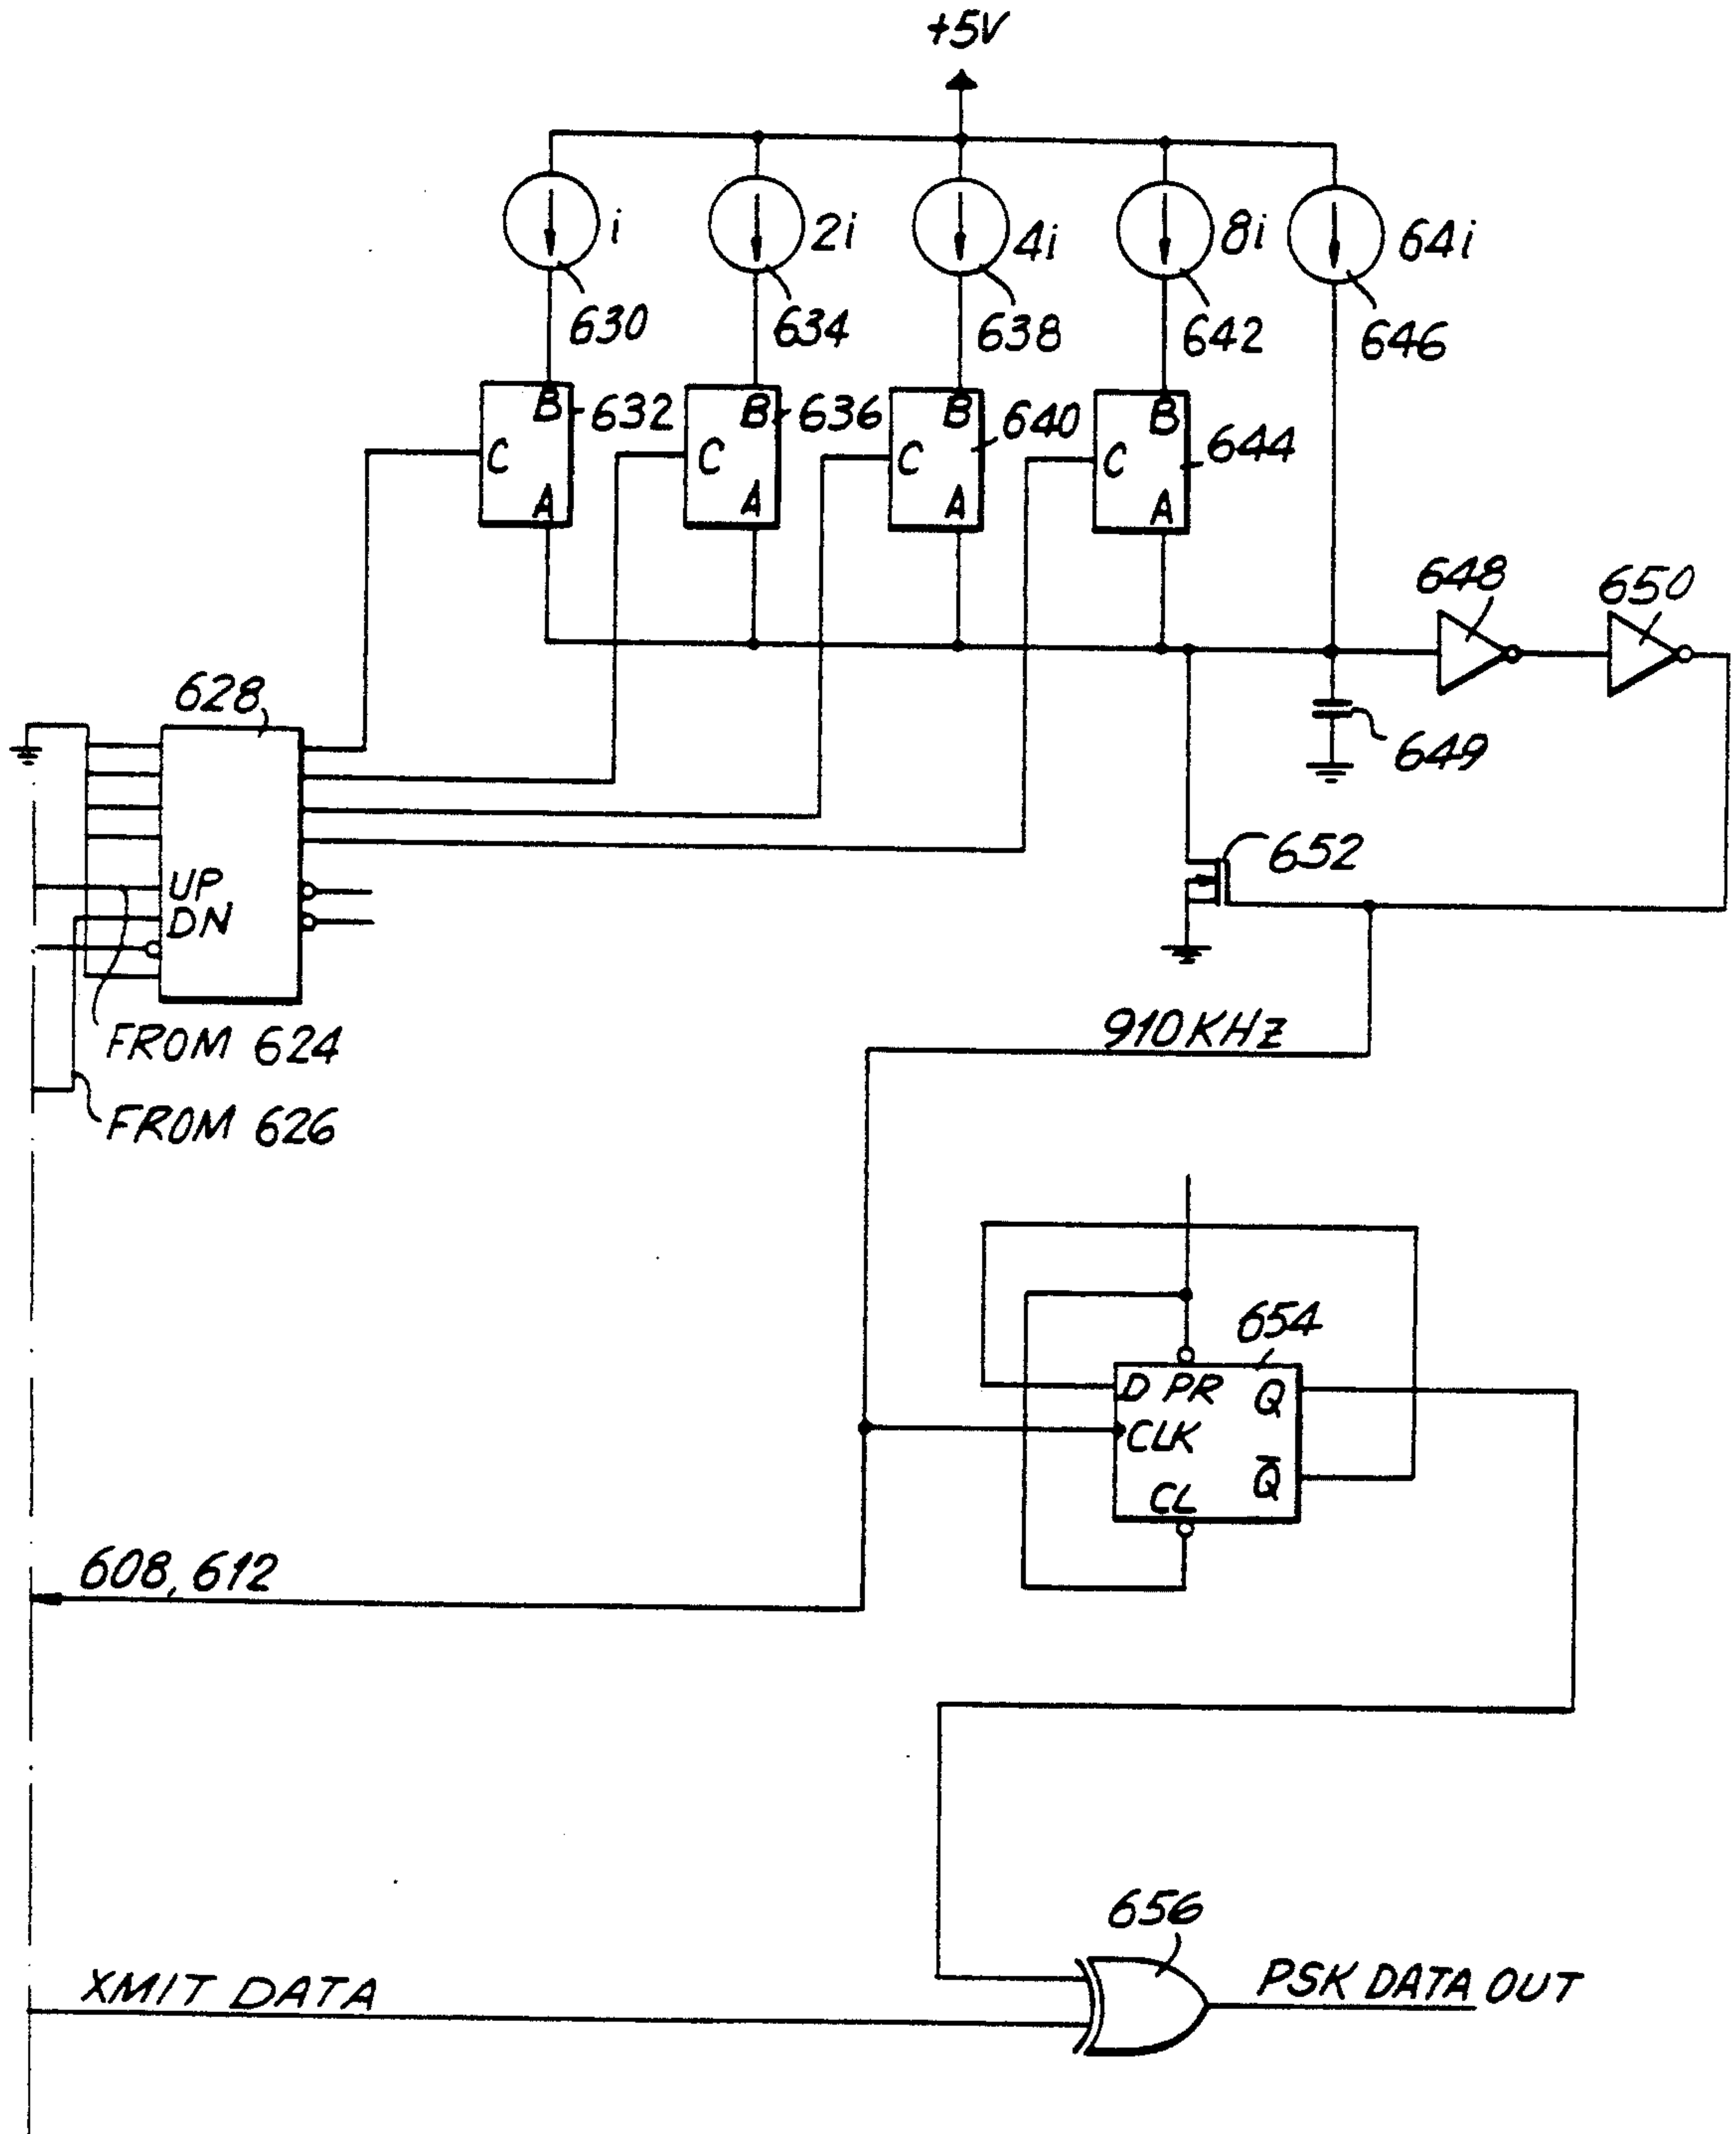 +5V
i
2i
4i
8i
64i
630
634
638
642
646
B
632
B
636
B
640
B
644
C
C
C
C
A
A
A
A
648
650
628
649
652
UP
DN
910KHZ
FROM 624
FROM 626
654
D PR Q
CLK
CL Q̅
608, 612
656
XMIT DATA
PSK DATA OUT